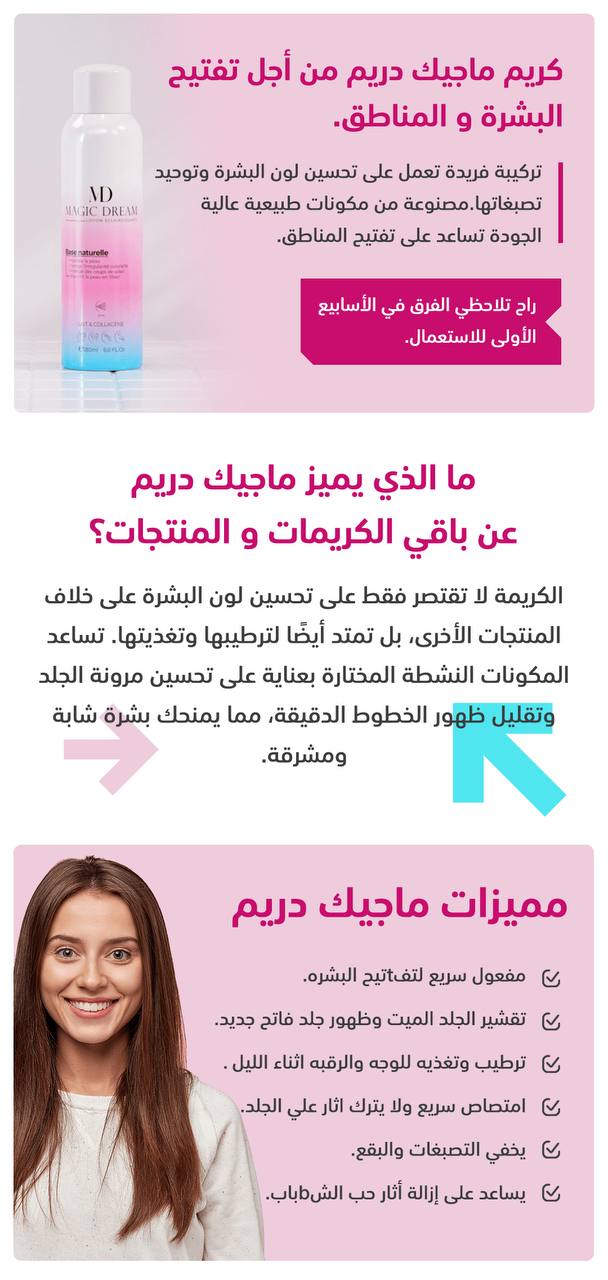 كريم ماجيك دريم من أجل تفتيح
البشرة و المناطق.
تركيبة فريدة تعمل على تحسين لون البشرة وتوحيد
تصبغاتها.مصنوعة من مكونات طبيعية عالية
الجودة تساعد على تفتيح المناطق.
راح تلاحظي الفرق في الأسابيع
الأولى للاستعمال.
MD
MAGIC DREAM
Base naturelle
ما الذي يميز ماجيك دريم
عن باقي الكريمات و المنتجات؟
الكريمة لا تقتصر فقط على تحسين لون البشرة على خلاف
المنتجات الأخرى، بل تمتد أيضًا لترطيبها وتغذيتها. تساعد
المكونات النشطة المختارة بعناية على تحسين مرونة الجلد
وتقليل ظهور الخطوط الدقيقة، مما يمنحك بشرة شابة
ومشرقة.
مميزات ماجيك دريم
مفعول سريع لتفtتيح البشره.
تقشير الجلد الميت وظهور جلد فاتح جديد.
ترطيب وتغذيه للوجه والرقبه اثناء الليل .
امتصاص سريع ولا يترك اثار علي الجلد.
يخفي التصبغات والبقع.
يساعد على إزالة أثار حب الشbباب.